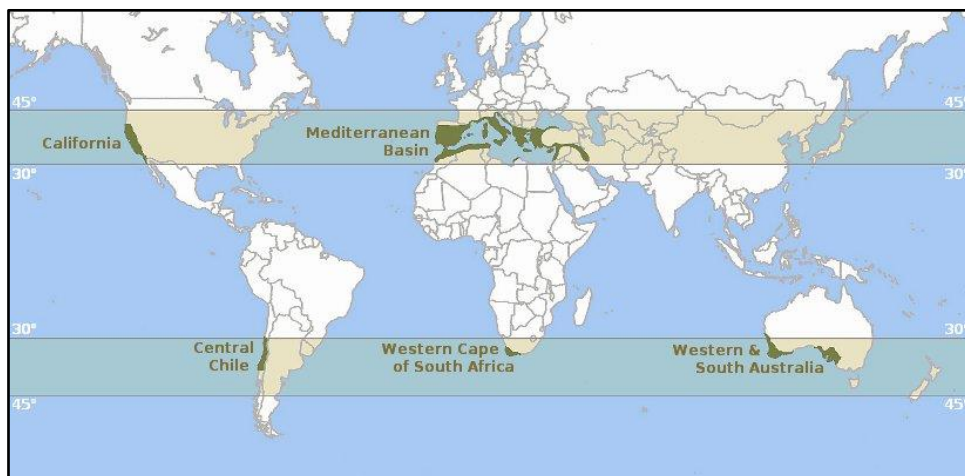 45°
45°
California
Mediterranean
Basin
30°
30°
30°
30°
Central
Chile
Western Cape
of South Africa
Western &
South Australia
45°
45°